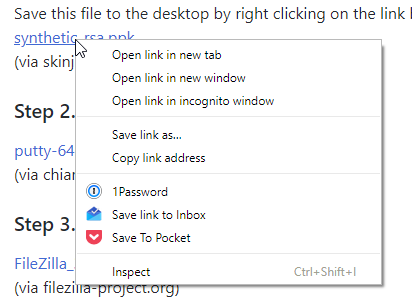 Save this file to the desktop by right clicking on the link
synthetic_rsa.ppk
(via skinj
Step 2.
putty-64
(via chiar
Step 3.
FileZilla_
(via filezilla-project.org)
Open link in new tab
Open link in new window
Open link in incognito window
Save link as...
Copy link address
1Password
Save link to Inbox
Save To Pocket
Inspect Ctrl+Shift+I